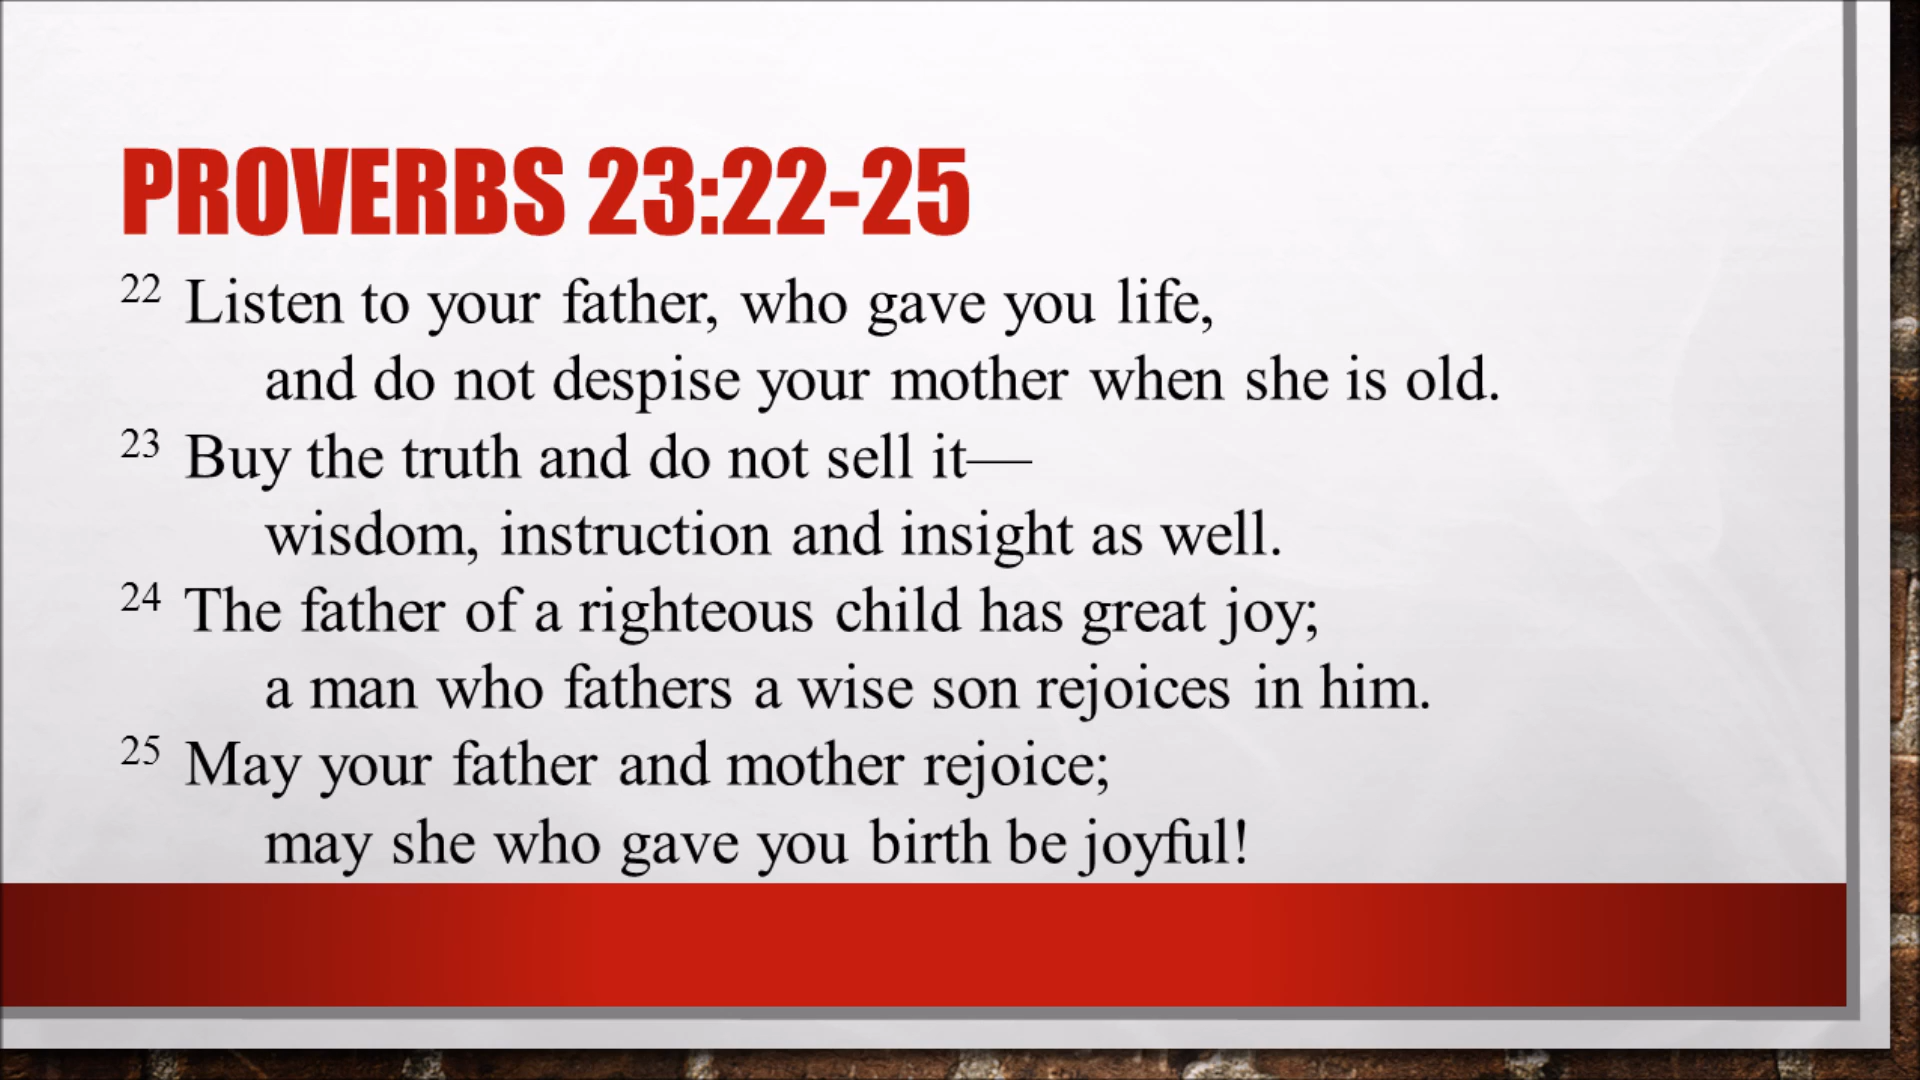 PROVERBS 23:22-25
22 Listen to your father, who gave you life,
and do not despise your mother when she is old.
23 Buy the truth and do not sell it—
wisdom, instruction and insight as well.
24 The father of a righteous child has great joy;
a man who fathers a wise son rejoices in him.
25 May your father and mother rejoice;
may she who gave you birth be joyful!